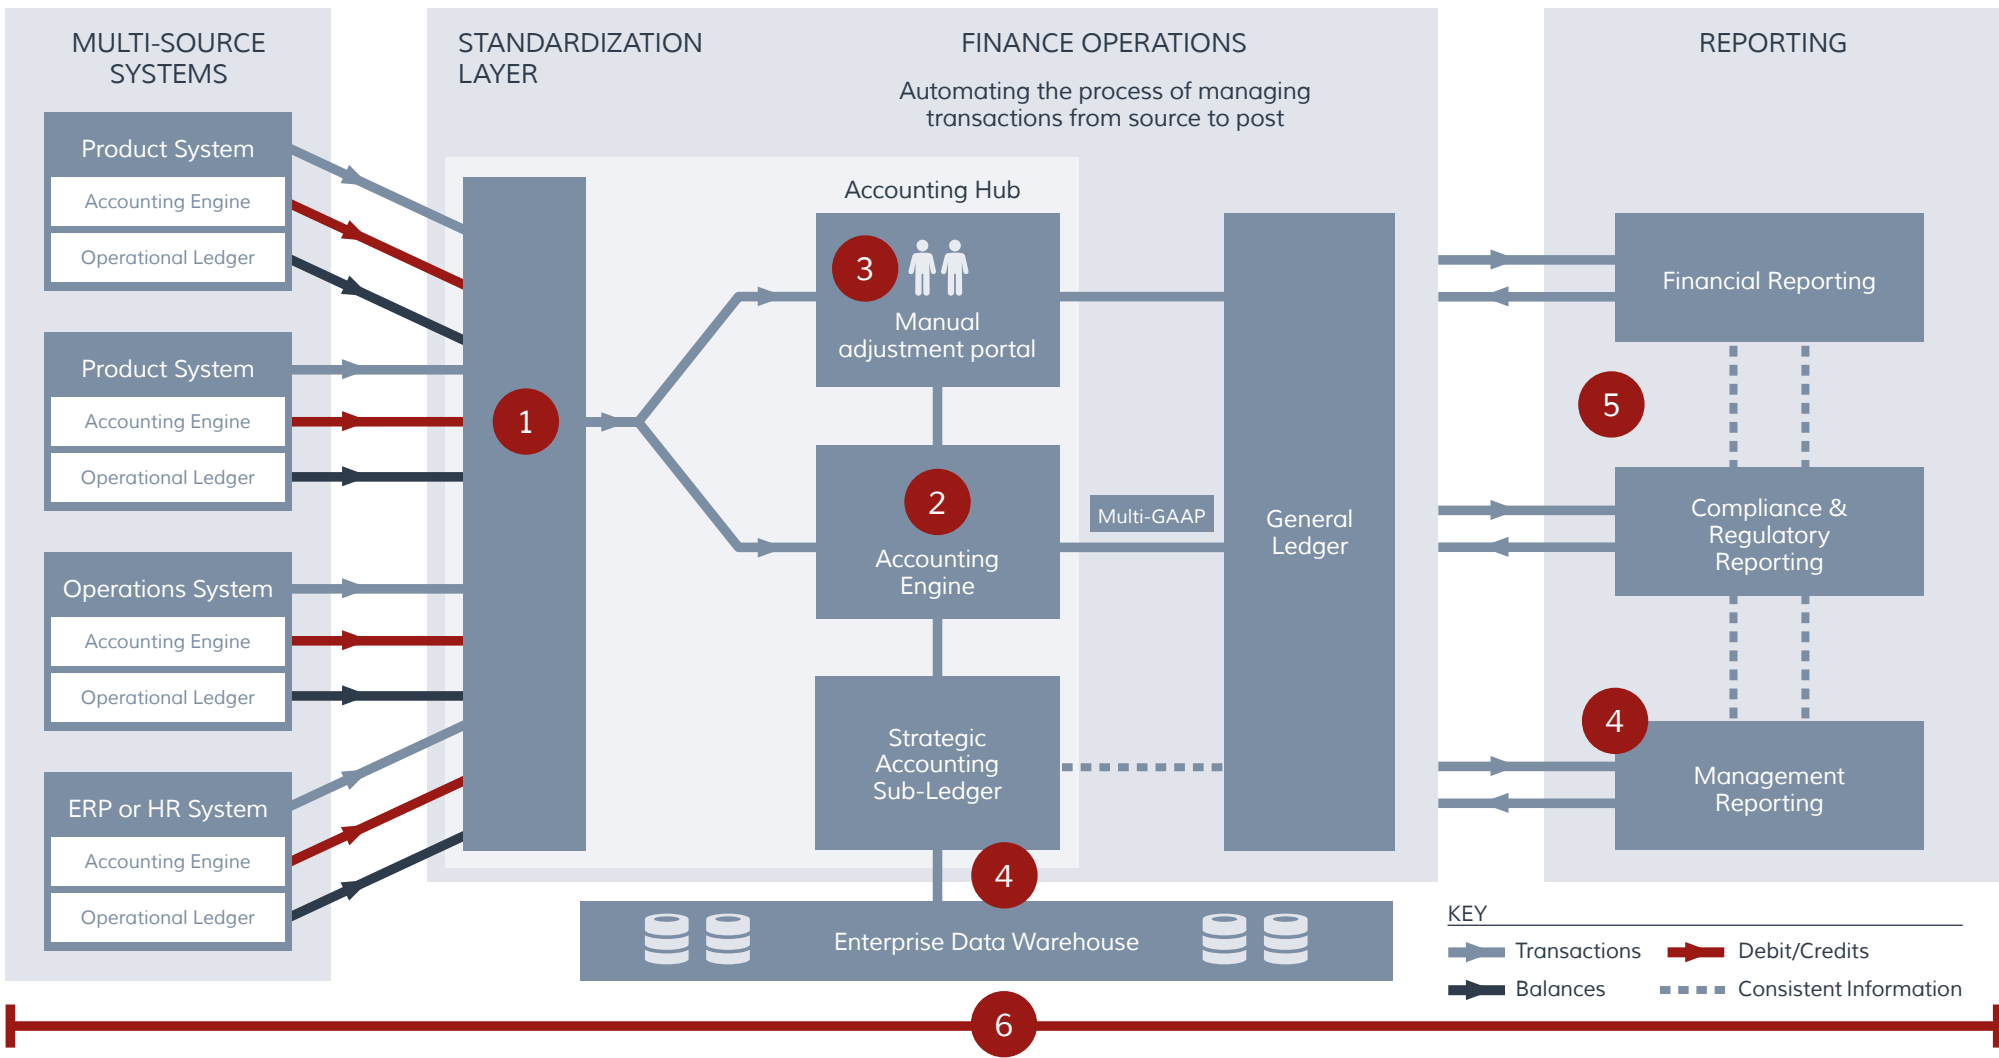 MULTI-SOURCE
SYSTEMS
Product System
Accounting Engine
Operational Ledger
Product System
Accounting Engine
Operational Ledger
Operations System
Accounting Engine
Operational Ledger
ERP or HR System
Accounting Engine
Operational Ledger
STANDARDIZATION
LAYER
1
FINANCE OPERATIONS
Automating the process of managing
transactions from source to post
Accounting Hub
3
Manual
adjustment portal
2
Accounting
Engine
Multi-GAAP
Strategic
Accounting
Sub-Ledger
General
Ledger
4
Enterprise Data Warehouse
REPORTING
Financial Reporting
5
Compliance &
Regulatory
Reporting
4
Management
Reporting
KEY
Transactions
Debit/Credits
Balances
Consistent Information
6